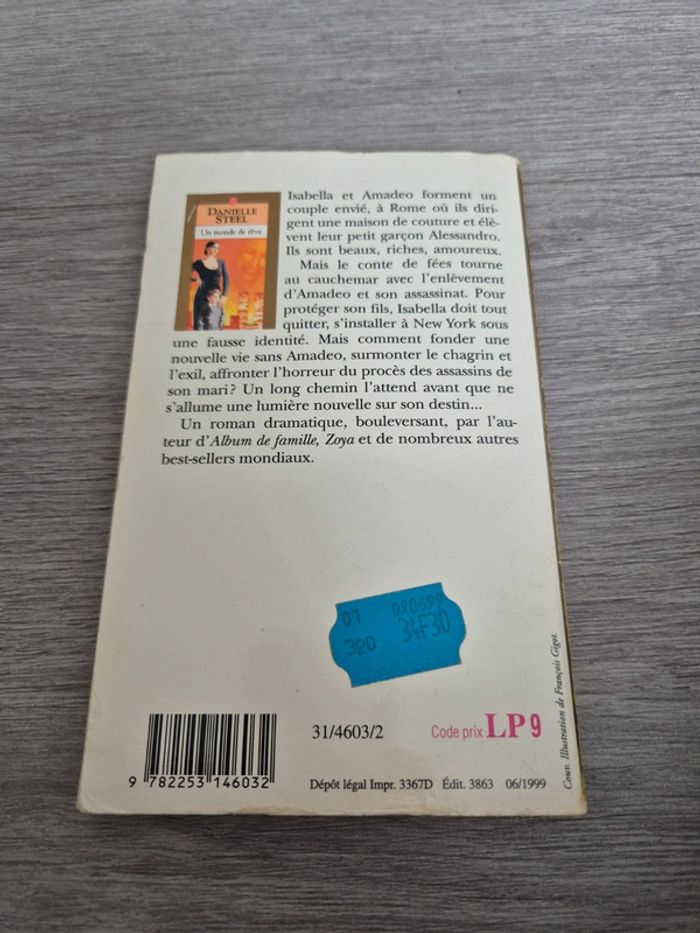 DANIELLE
STEEL
Un monde de rêve
Isabella et Amadeo forment un
couple envié, à Rome où ils diri-
gent une maison de couture et élè-
vent leur petit garçon Alessandro.
Ils sont beaux, riches, amoureux.
Mais le conte de fées tourne
au cauchemar avec l'enlèvement
d'Amadeo et son assassinat. Pour
protéger son fils, Isabella doit tout
quitter, s'installer à New York sous
une fausse identité. Mais comment fonder une
nouvelle vie sans Amadeo, surmonter le chagrin et
l'exil, affronter l'horreur du procès des assassins de
son mari? Un long chemin l'attend avant que ne
s'allume une lumière nouvelle sur son destin...
Un roman dramatique, bouleversant, par l'au-
teur d'Album de famille, Zoya et de nombreux autres
best-sellers mondiaux.
01 090699
320 34F30
31/4603/2
Code prix LP 9
9 782253 146032
Dépôt légal Impr. 3367D Édit. 3863 06/1999
Couv. Illustration de François Gigot.